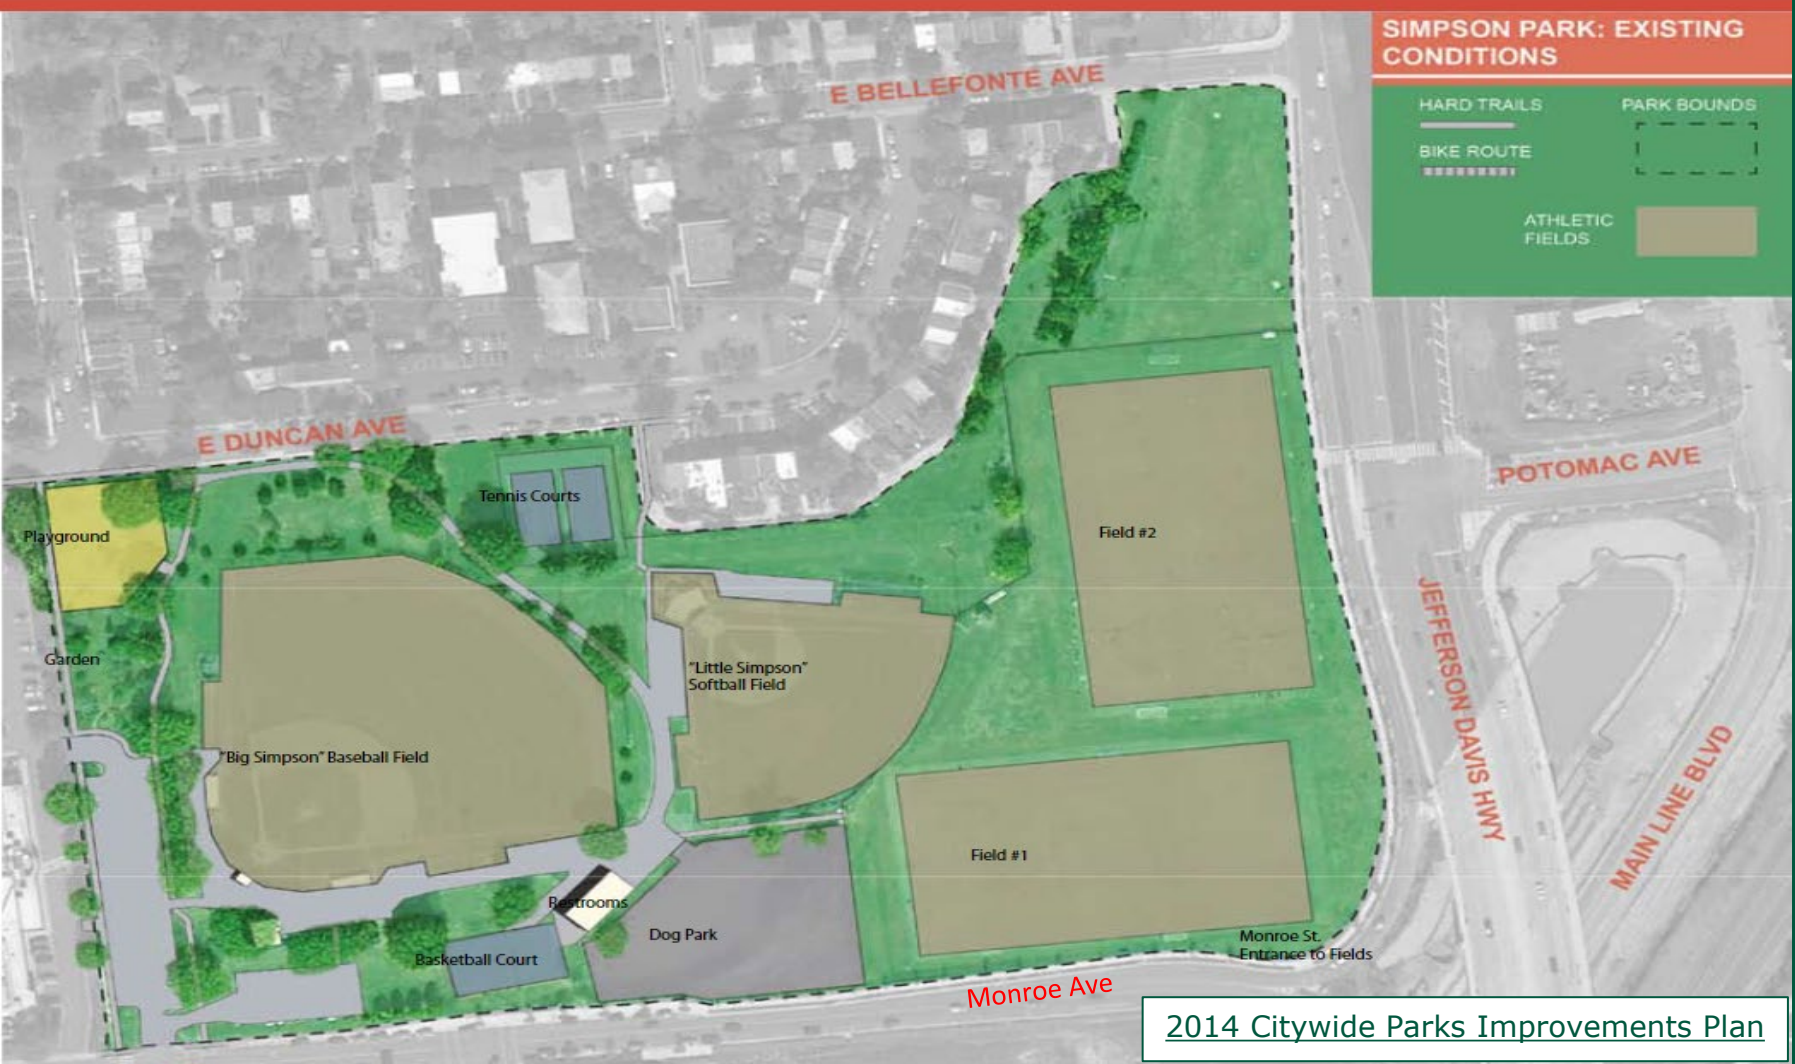 SIMPSON PARK: EXISTING
CONDITIONS
HARD TRAILS
PARK BOUNDS
BIKE ROUTE
ATHLETIC
FIELDS
E BELLEFONTE AVE
E DUNCAN AVE
POTOMAC AVE
JEFFERSON DAVIS HWY
MAIN LINE BLVD
Tennis Courts
Playground
Field #2
Garden
"Little Simpson"
Softball Field
"Big Simpson" Baseball Field
Field #1
Restrooms
Dog Park
Basketball Court
Monroe St.
Entrance to Fields
Monroe Ave
2014 Citywide Parks Improvements Plan